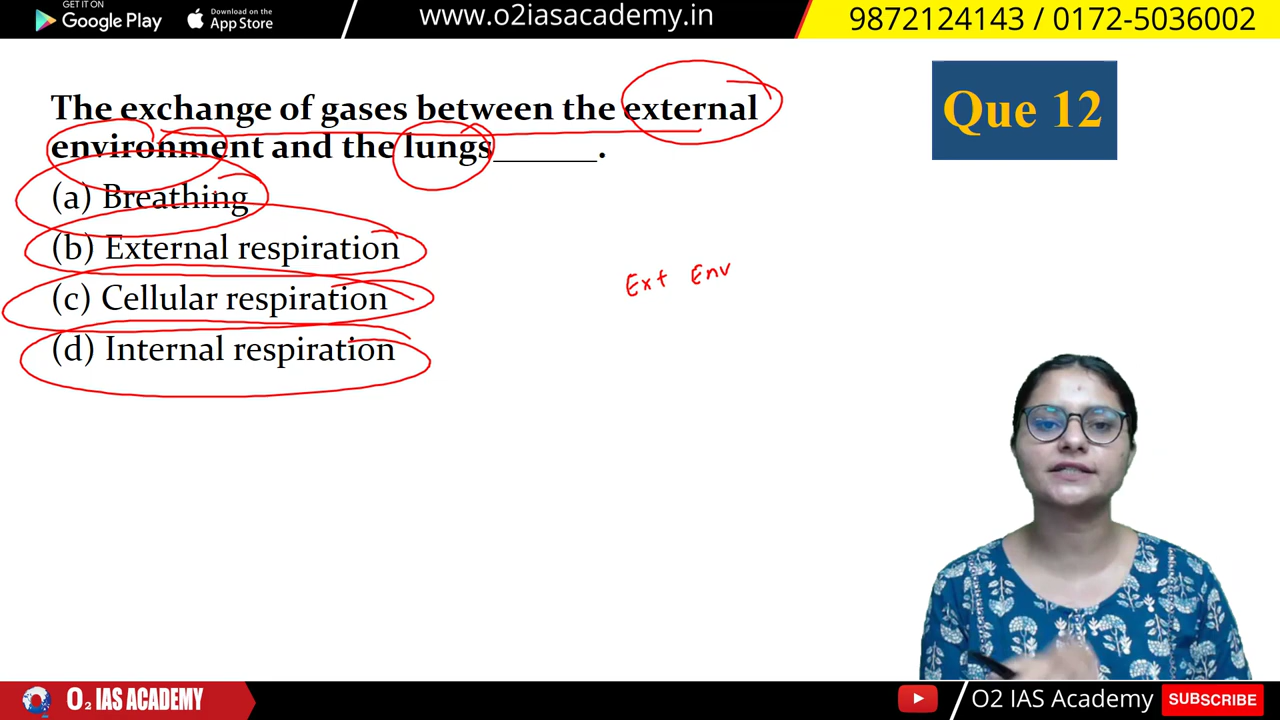 GET IT ON
Google Play
Download on the
App Store
www.o2iasacademy.in
9872124143 / 0172-5036002
The exchange of gases between the external
environment and the lungs______.
Que 12
(a) Breathing
(b) External respiration
(c) Cellular respiration
(d) Internal respiration
Ext Env
O2 IAS ACADEMY
O2 IAS Academy
SUBSCRIBE